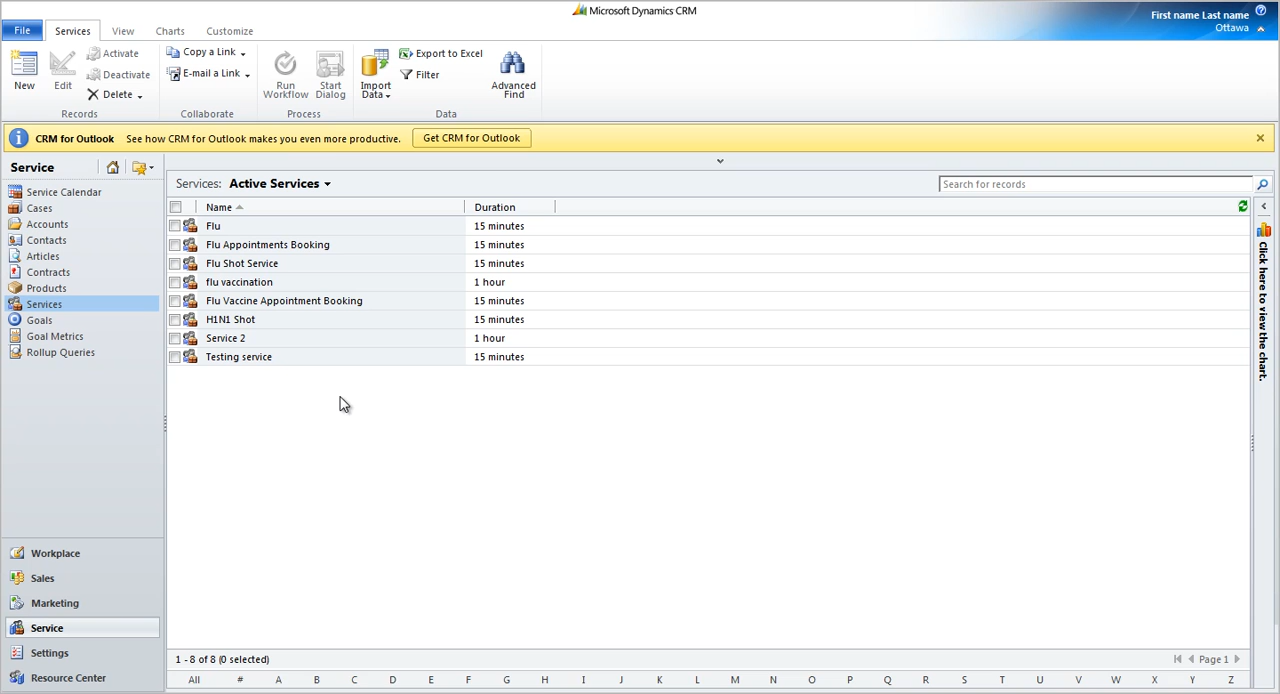 Microsoft Dynamics CRM
First name Last name
Ottawa
File Services View Charts Customize
New
Edit
Activate
Deactivate
Delete
Records
Copy a Link
E-mail a Link
Collaborate
Run Workflow
Start Dialog
Process
Import Data
Export to Excel
Filter
Advanced Find
Data
CRM for Outlook See how CRM for Outlook makes you even more productive. Get CRM for Outlook
Service
Service Calendar
Cases
Accounts
Contacts
Articles
Contracts
Products
Services
Goals
Goal Metrics
Rollup Queries
Workplace
Sales
Marketing
Service
Settings
Resource Center
Services: Active Services
Search for records
Name Duration
Flu 15 minutes
Flu Appointments Booking 15 minutes
Flu Shot Service 15 minutes
flu vaccination 1 hour
Flu Vaccine Appointment Booking 15 minutes
H1N1 Shot 15 minutes
Service 2 1 hour
Testing service 15 minutes
Click here to view the chart.
1 - 8 of 8 (0 selected) Page 1
All # A B C D E F G H I J K L M N O P Q R S T U V W X Y Z